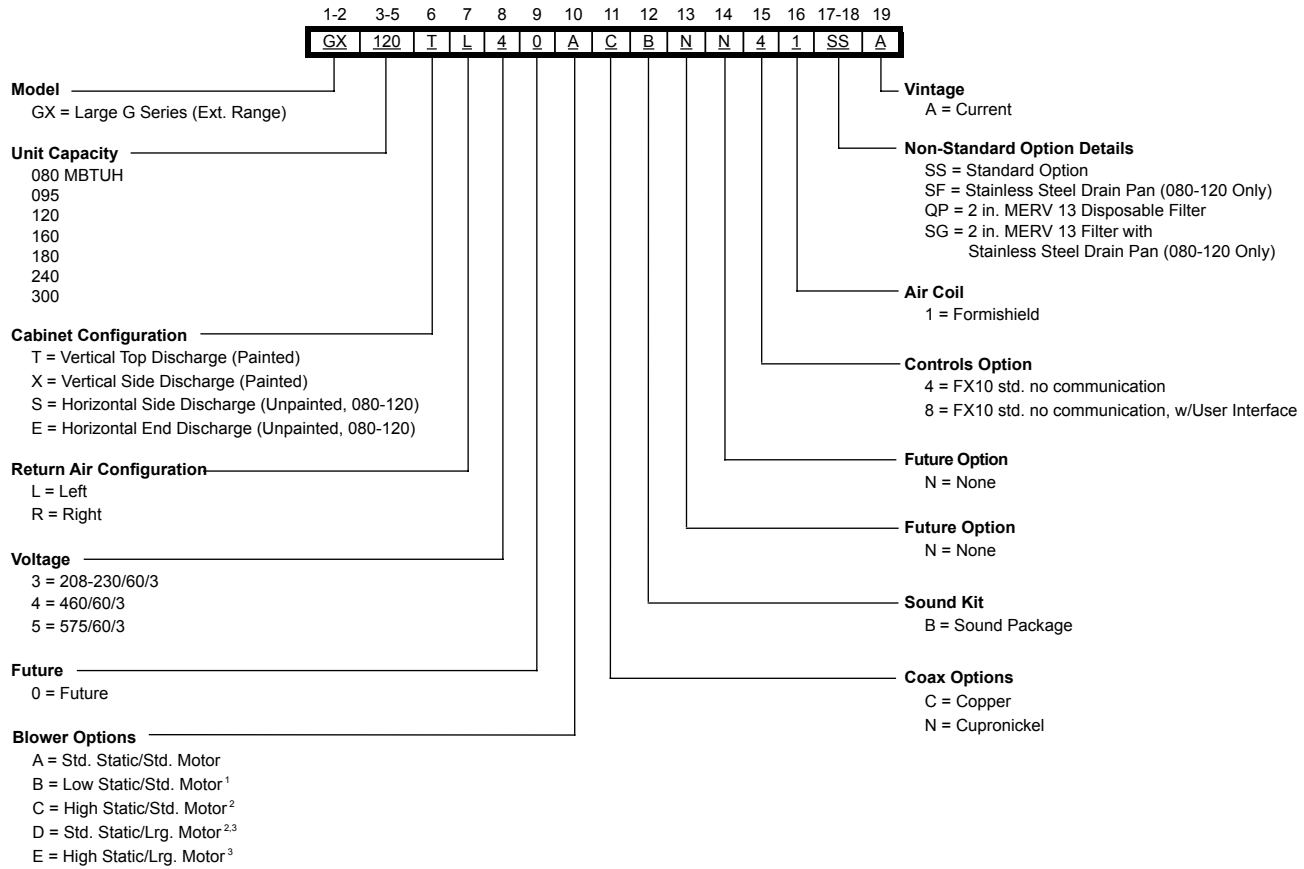 1-2 3-5 6 7 8 9 10 11 12 13 14 15 16 17-18 19
GX 120 T L 4 0 A C B N N 4 1 SS A
Model
GX = Large G Series (Ext. Range)
Unit Capacity
080 MBTUH
095
120
160
180
240
300
Cabinet Configuration
T = Vertical Top Discharge (Painted)
X = Vertical Side Discharge (Painted)
S = Horizontal Side Discharge (Unpainted, 080-120)
E = Horizontal End Discharge (Unpainted, 080-120)
Return Air Configuration
L = Left
R = Right
Voltage
3 = 208-230/60/3
4 = 460/60/3
5 = 575/60/3
Future
0 = Future
Blower Options
A = Std. Static/Std. Motor
B = Low Static/Std. Motor 1
C = High Static/Std. Motor 2
D = Std. Static/Lrg. Motor 2,3
E = High Static/Lrg. Motor 3
Vintage
A = Current
Non-Standard Option Details
SS = Standard Option
SF = Stainless Steel Drain Pan (080-120 Only)
QP = 2 in. MERV 13 Disposable Filter
SG = 2 in. MERV 13 Filter with
Stainless Steel Drain Pan (080-120 Only)
Air Coil
1 = Formishield
Controls Option
4 = FX10 std. no communication
8 = FX10 std. no communication, w/User Interface
Future Option
N = None
Future Option
N = None
Sound Kit
B = Sound Package
Coax Options
C = Copper
N = Cupronickel